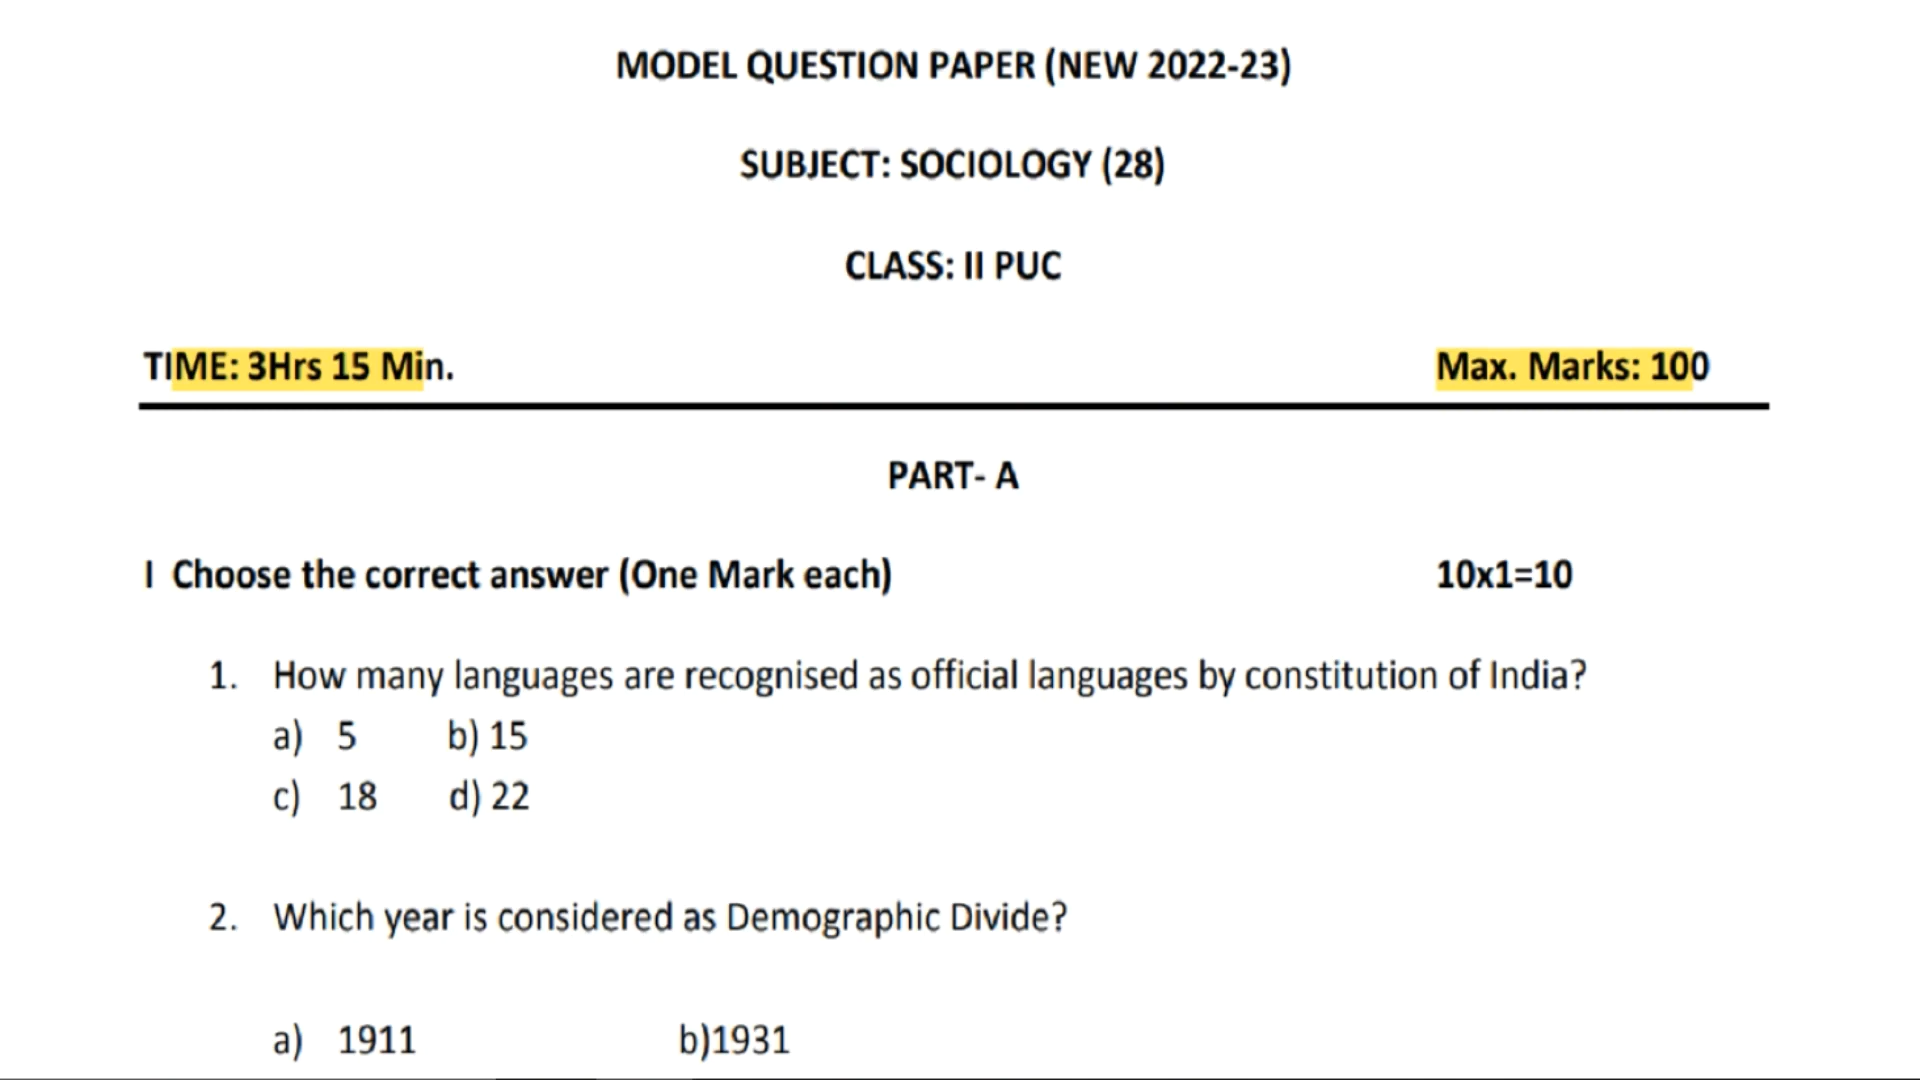 MODEL QUESTION PAPER (NEW 2022-23)
SUBJECT: SOCIOLOGY (28)
CLASS: II PUC
TIME: 3Hrs 15 Min. Max. Marks: 100
PART- A
I Choose the correct answer (One Mark each) 10x1=10
1. How many languages are recognised as official languages by constitution of India?
a) 5 b) 15
c) 18 d) 22
2. Which year is considered as Demographic Divide?
a) 1911 b)1931